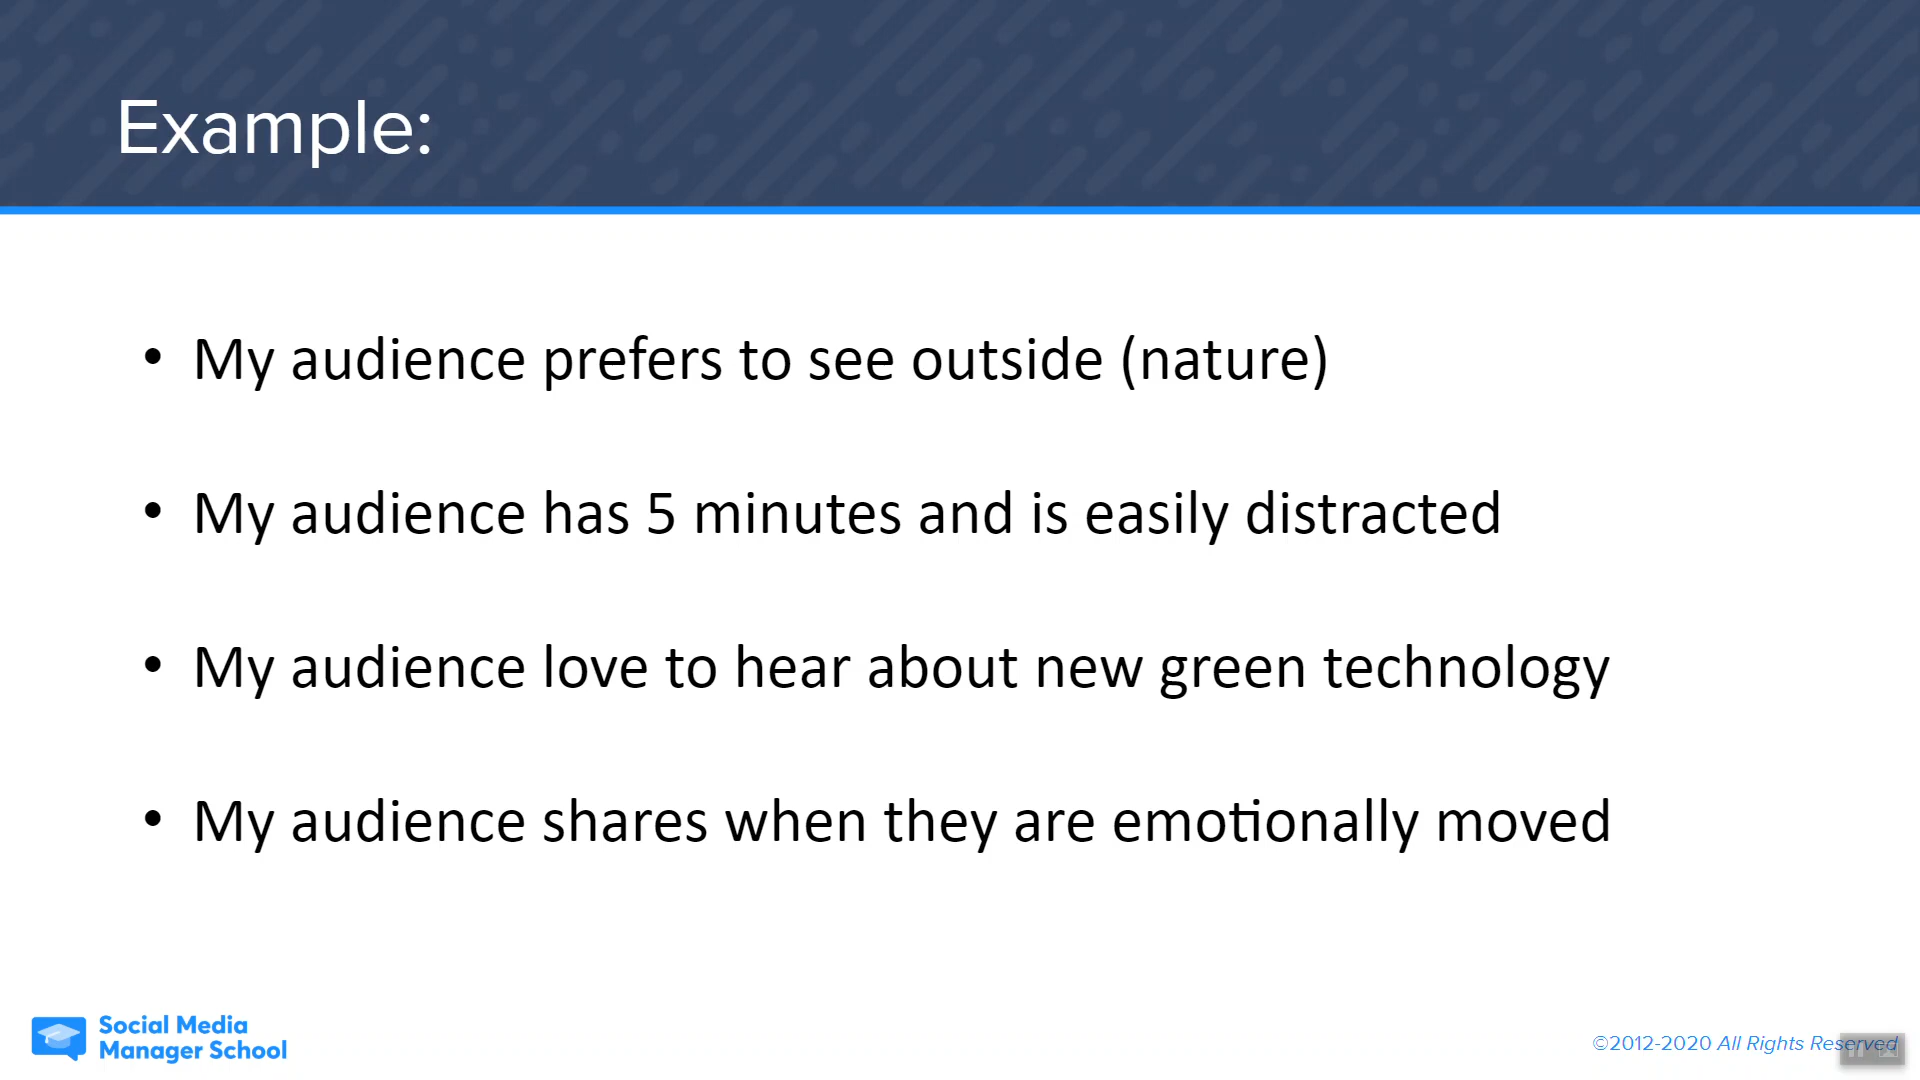 Example:
• My audience prefers to see outside (nature)
• My audience has 5 minutes and is easily distracted
• My audience love to hear about new green technology
• My audience shares when they are emotionally moved
Social Media
Manager School
©2012-2020 All Rights Reserved